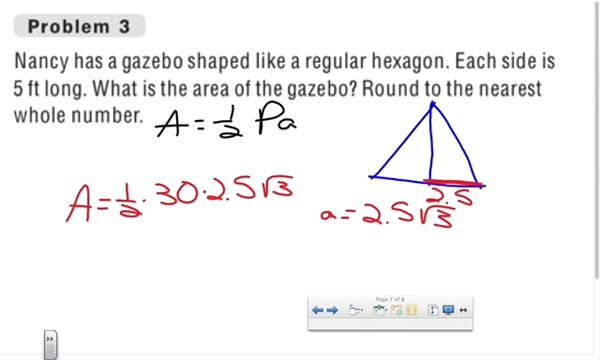 Problem 3
Nancy has a gazebo shaped like a regular hexagon. Each side is
5 ft long. What is the area of the gazebo? Round to the nearest
whole number.
A = 1/2 Pa
A = 1/2 · 30 · 2.5√3
2.5
a = 2.5√3
Page 7 of 8